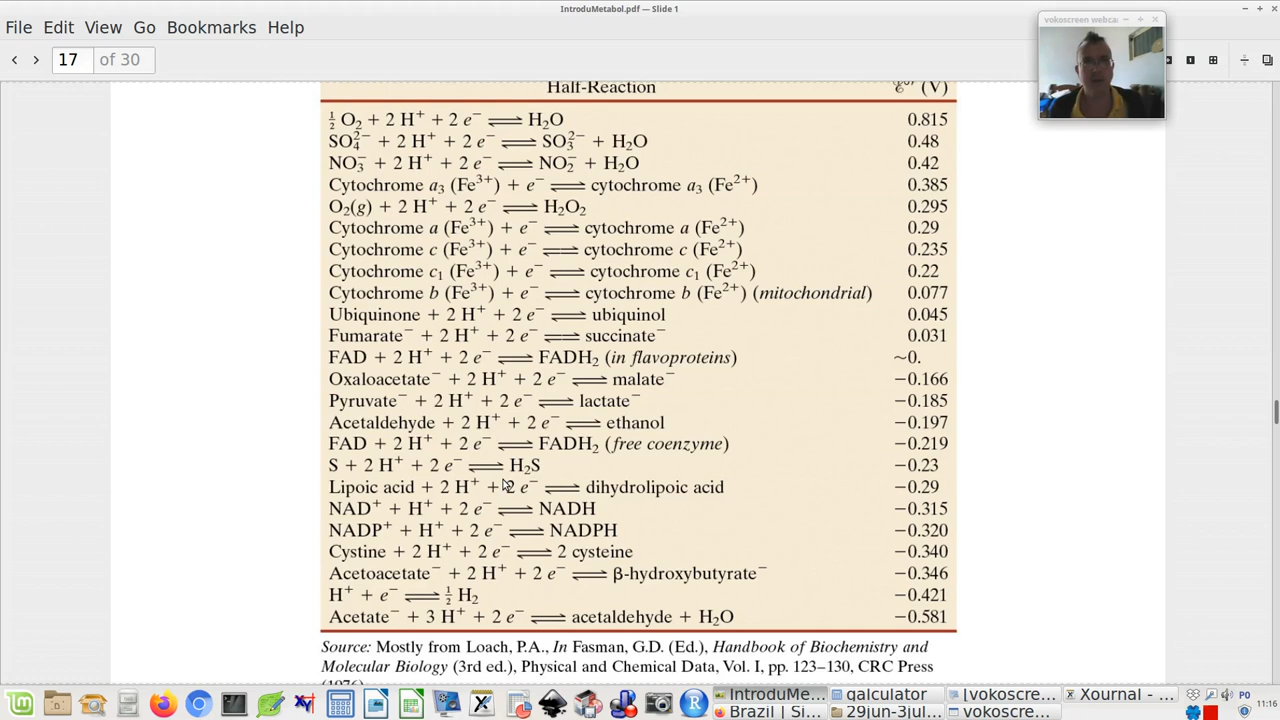 IntroduMetabol.pdf — Slide 1
File Edit View Go Bookmarks Help
vokoscreen webca
17 of 30
Half-Reaction ℰ°′ (V)
½ O₂ + 2 H⁺ + 2 e⁻ ⇌ H₂O 0.815
SO₄²⁻ + 2 H⁺ + 2 e⁻ ⇌ SO₃²⁻ + H₂O 0.48
NO₃⁻ + 2 H⁺ + 2 e⁻ ⇌ NO₂⁻ + H₂O 0.42
Cytochrome a₃ (Fe³⁺) + e⁻ ⇌ cytochrome a₃ (Fe²⁺) 0.385
O₂(g) + 2 H⁺ + 2 e⁻ ⇌ H₂O₂ 0.295
Cytochrome a (Fe³⁺) + e⁻ ⇌ cytochrome a (Fe²⁺) 0.29
Cytochrome c (Fe³⁺) + e⁻ ⇌ cytochrome c (Fe²⁺) 0.235
Cytochrome c₁ (Fe³⁺) + e⁻ ⇌ cytochrome c₁ (Fe²⁺) 0.22
Cytochrome b (Fe³⁺) + e⁻ ⇌ cytochrome b (Fe²⁺) (mitochondrial) 0.077
Ubiquinone + 2 H⁺ + 2 e⁻ ⇌ ubiquinol 0.045
Fumarate⁻ + 2 H⁺ + 2 e⁻ ⇌ succinate⁻ 0.031
FAD + 2 H⁺ + 2 e⁻ ⇌ FADH₂ (in flavoproteins) ~0.
Oxaloacetate⁻ + 2 H⁺ + 2 e⁻ ⇌ malate⁻ −0.166
Pyruvate⁻ + 2 H⁺ + 2 e⁻ ⇌ lactate⁻ −0.185
Acetaldehyde + 2 H⁺ + 2 e⁻ ⇌ ethanol −0.197
FAD + 2 H⁺ + 2 e⁻ ⇌ FADH₂ (free coenzyme) −0.219
S + 2 H⁺ + 2 e⁻ ⇌ H₂S −0.23
Lipoic acid + 2 H⁺ + 2 e⁻ ⇌ dihydrolipoic acid −0.29
NAD⁺ + H⁺ + 2 e⁻ ⇌ NADH −0.315
NADP⁺ + H⁺ + 2 e⁻ ⇌ NADPH −0.320
Cystine + 2 H⁺ + 2 e⁻ ⇌ 2 cysteine −0.340
Acetoacetate⁻ + 2 H⁺ + 2 e⁻ ⇌ β-hydroxybutyrate⁻ −0.346
H⁺ + e⁻ ⇌ ½ H₂ −0.421
Acetate⁻ + 3 H⁺ + 2 e⁻ ⇌ acetaldehyde + H₂O −0.581
Source: Mostly from Loach, P.A., In Fasman, G.D. (Ed.), Handbook of Biochemistry and
Molecular Biology (3rd ed.), Physical and Chemical Data, Vol. I, pp. 123–130, CRC Press
IntroduMe... galculator [vokoscre... Xournal - ... P0 11:16
Brazil | Si... 29jun-3jul... vokoscre...